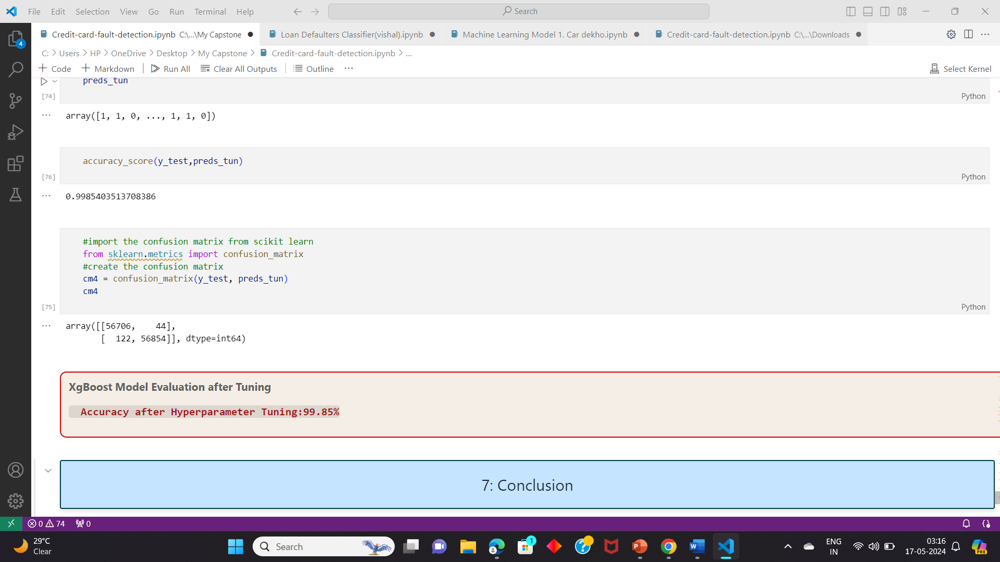 File Edit Selection View Go Run Terminal Help
Search
Credit-card-fault-detection.ipynb C:\...\My Capstone
Loan Defaulters Classifier(vishal).ipynb
Machine Learning Model 1. Car dekho.ipynb
Credit-card-fault-detection.ipynb C:\...\Downloads
4
C: > Users > HP > OneDrive > Desktop > My Capstone > Credit-card-fault-detection.ipynb > ...
+ Code + Markdown Run All Clear All Outputs Outline ...
Select Kernel
preds_tun
[74]
Python
... array([1, 1, 0, ..., 1, 1, 0])
accuracy_score(y_test,preds_tun)
[76]
Python
... 0.9985403513708386
#import the confusion matrix from scikit learn
from sklearn.metrics import confusion_matrix
#create the confusion matrix
cm4 = confusion_matrix(y_test, preds_tun)
cm4
[75]
Python
... array([[56706, 44],
[ 122, 56854]], dtype=int64)
XgBoost Model Evaluation after Tuning
Accuracy after Hyperparameter Tuning:99.85%
7: Conclusion
0 74 0
29°C
Clear
Search
1
P
W
PRE
ENG
IN
03:16
17-05-2024